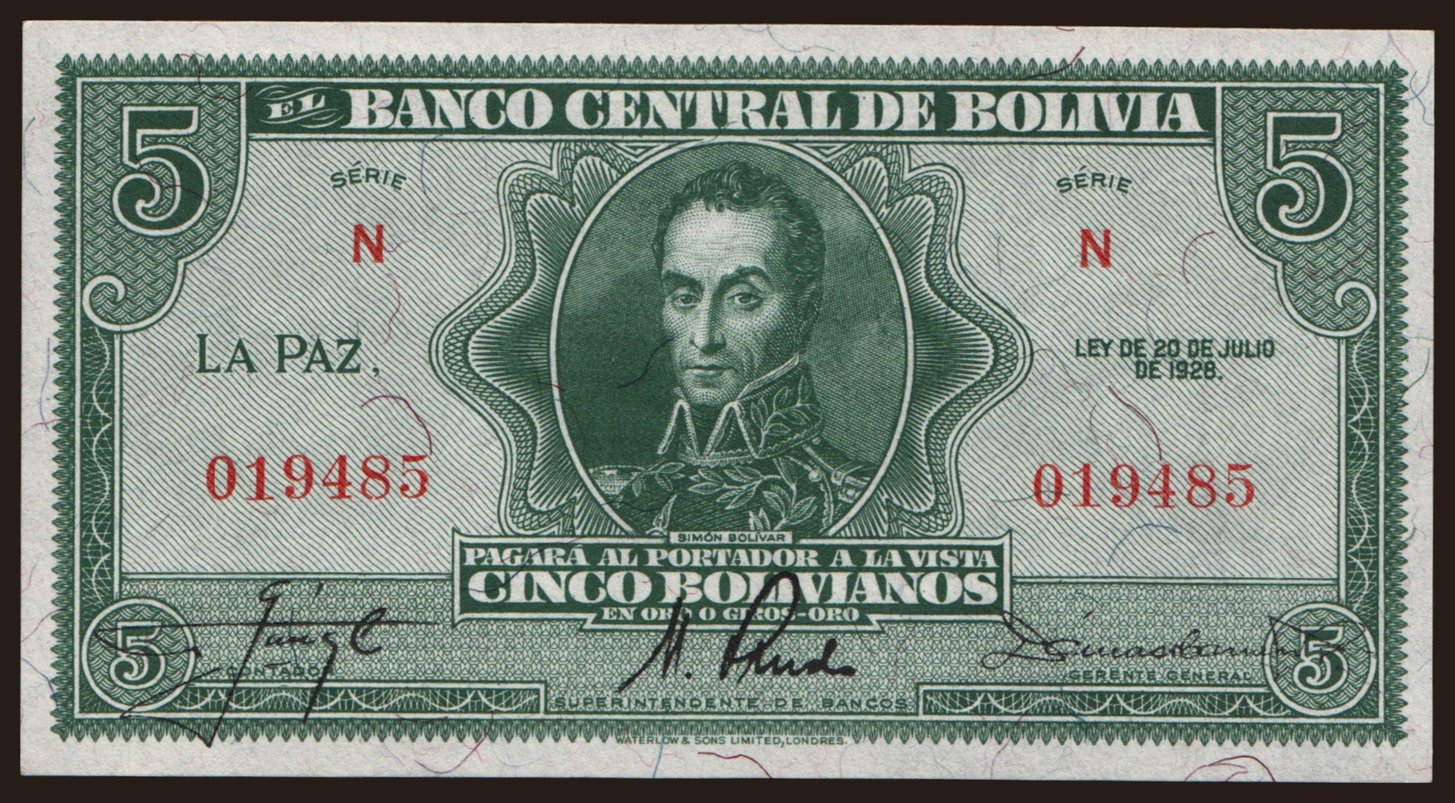 5
EL BANCO CENTRAL DE BOLIVIA
5
SÉRIE
SÉRIE
N
N
LA PAZ,
LEY DE 20 DE JULIO
DE 1928.
019485
019485
SIMÓN BOLÍVAR
PAGARÁ AL PORTADOR A LA VISTA
CINCO BOLIVIANOS
EN ORO O GIROS-ORO
5
5
CONTADOR
GERENTE GENERAL
SUPERINTENDENTE DE BANCOS
WATERLOW & SONS LIMITED, LONDRES.